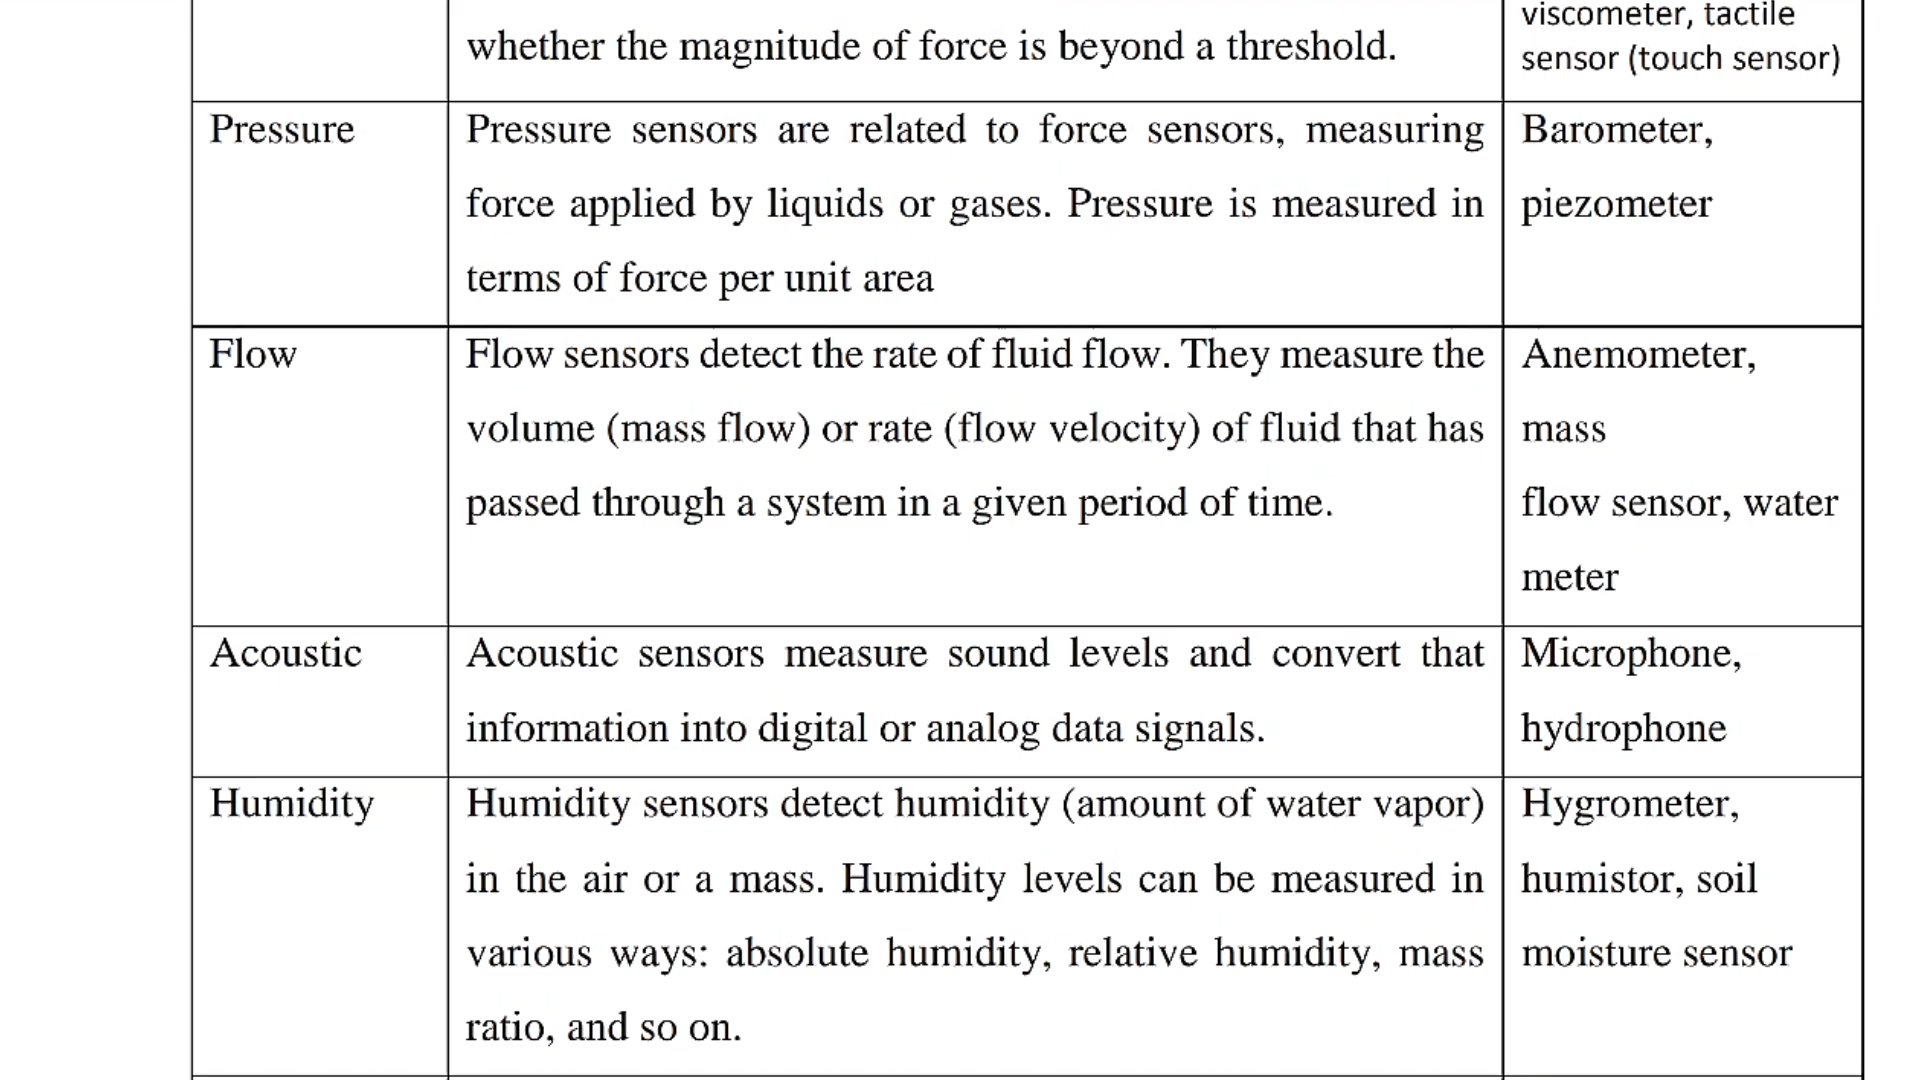 viscometer, tactile
whether the magnitude of force is beyond a threshold.
sensor (touch sensor)
Pressure
Pressure sensors are related to force sensors, measuring
force applied by liquids or gases. Pressure is measured in
terms of force per unit area
Barometer,
piezometer
Flow
Flow sensors detect the rate of fluid flow. They measure the
volume (mass flow) or rate (flow velocity) of fluid that has
passed through a system in a given period of time.
Anemometer,
mass
flow sensor, water
meter
Acoustic
Acoustic sensors measure sound levels and convert that
information into digital or analog data signals.
Microphone,
hydrophone
Humidity
Humidity sensors detect humidity (amount of water vapor)
in the air or a mass. Humidity levels can be measured in
various ways: absolute humidity, relative humidity, mass
ratio, and so on.
Hygrometer,
humistor, soil
moisture sensor